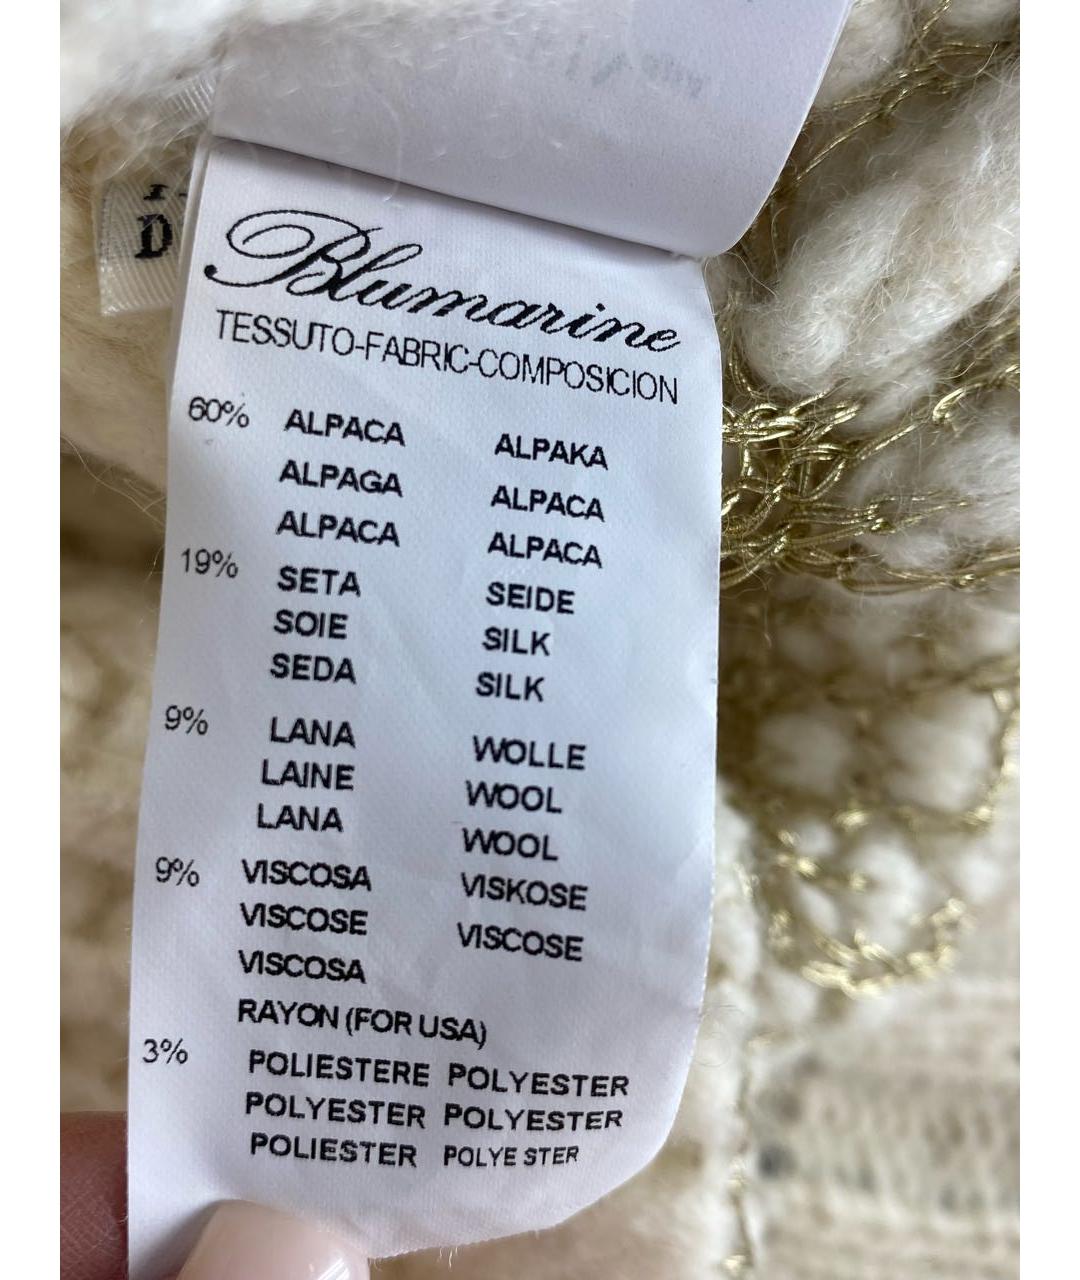 D
Blumarine
TESSUTO-FABRIC-COMPOSICION
60% ALPACA ALPAKA
ALPAGA ALPACA
ALPACA ALPACA
19% SETA SEIDE
SOIE SILK
SEDA SILK
9% LANA WOLLE
LAINE WOOL
LANA WOOL
9% VISCOSA VISKOSE
VISCOSE VISCOSE
VISCOSA
RAYON (FOR USA)
3% POLIESTERE POLYESTER
POLYESTER POLYESTER
POLIESTER POLYE STER